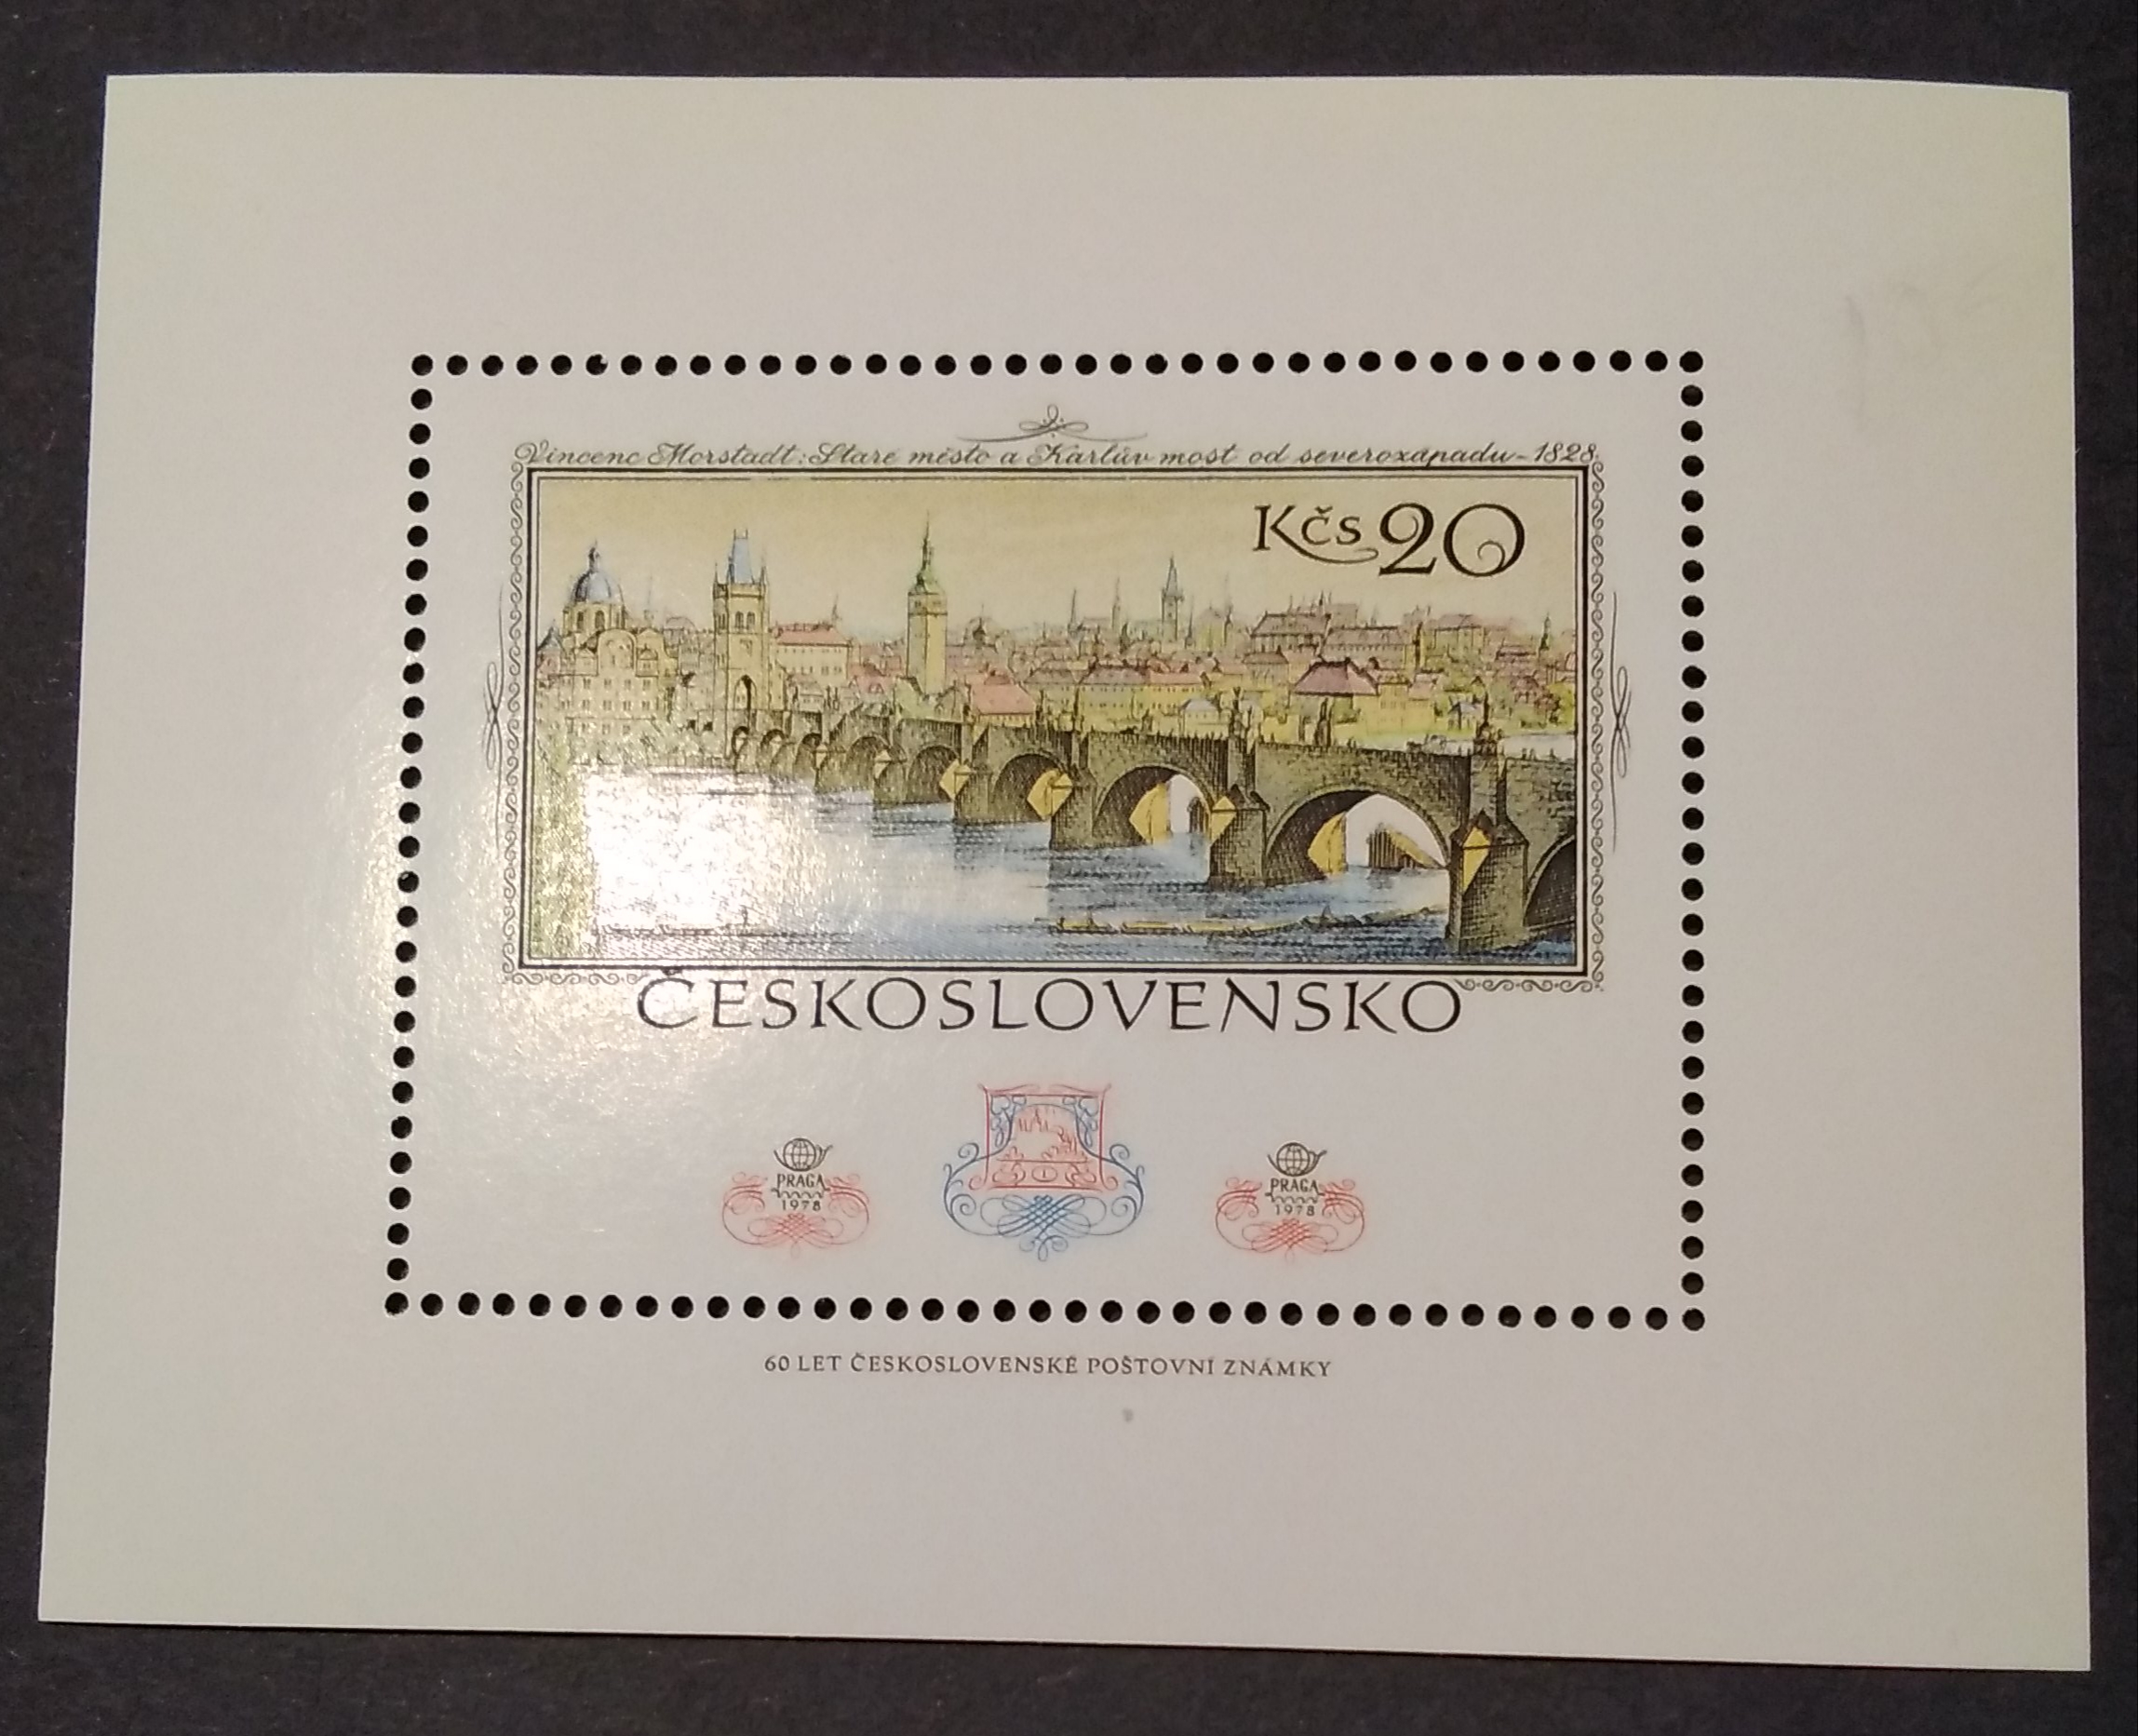 Vincenc Morstadt: Staré město a Karlův most od severozápadu - 1828
Kčs 20
ČESKOSLOVENSKO
PRAGA
1978
PRAGA
1978
60 LET ČESKOSLOVENSKÉ POŠTOVNÍ ZNÁMKY